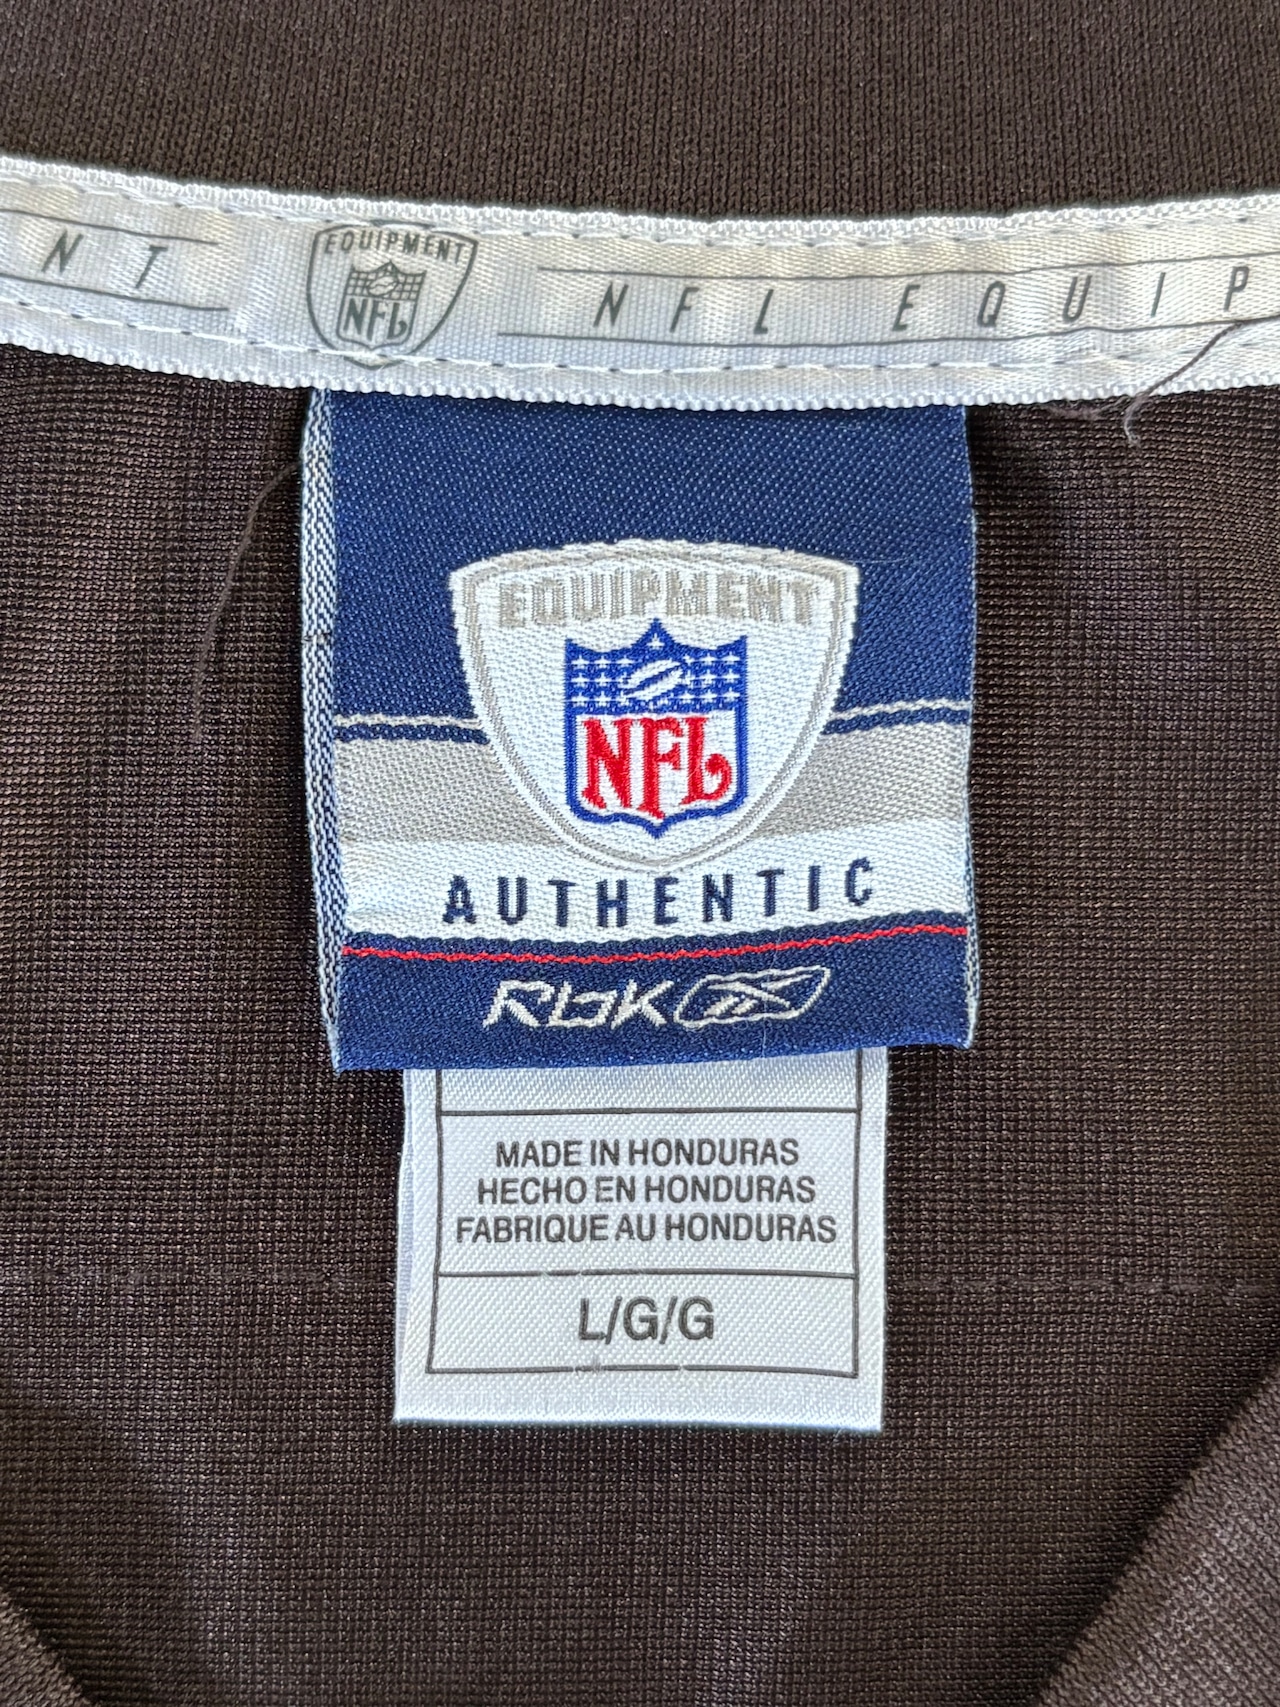 NT EQUIPMENT NFL NFL EQUIP
EQUIPMENT
NFL
AUTHENTIC
Rbk
MADE IN HONDURAS
HECHO EN HONDURAS
FABRIQUE AU HONDURAS
L/G/G